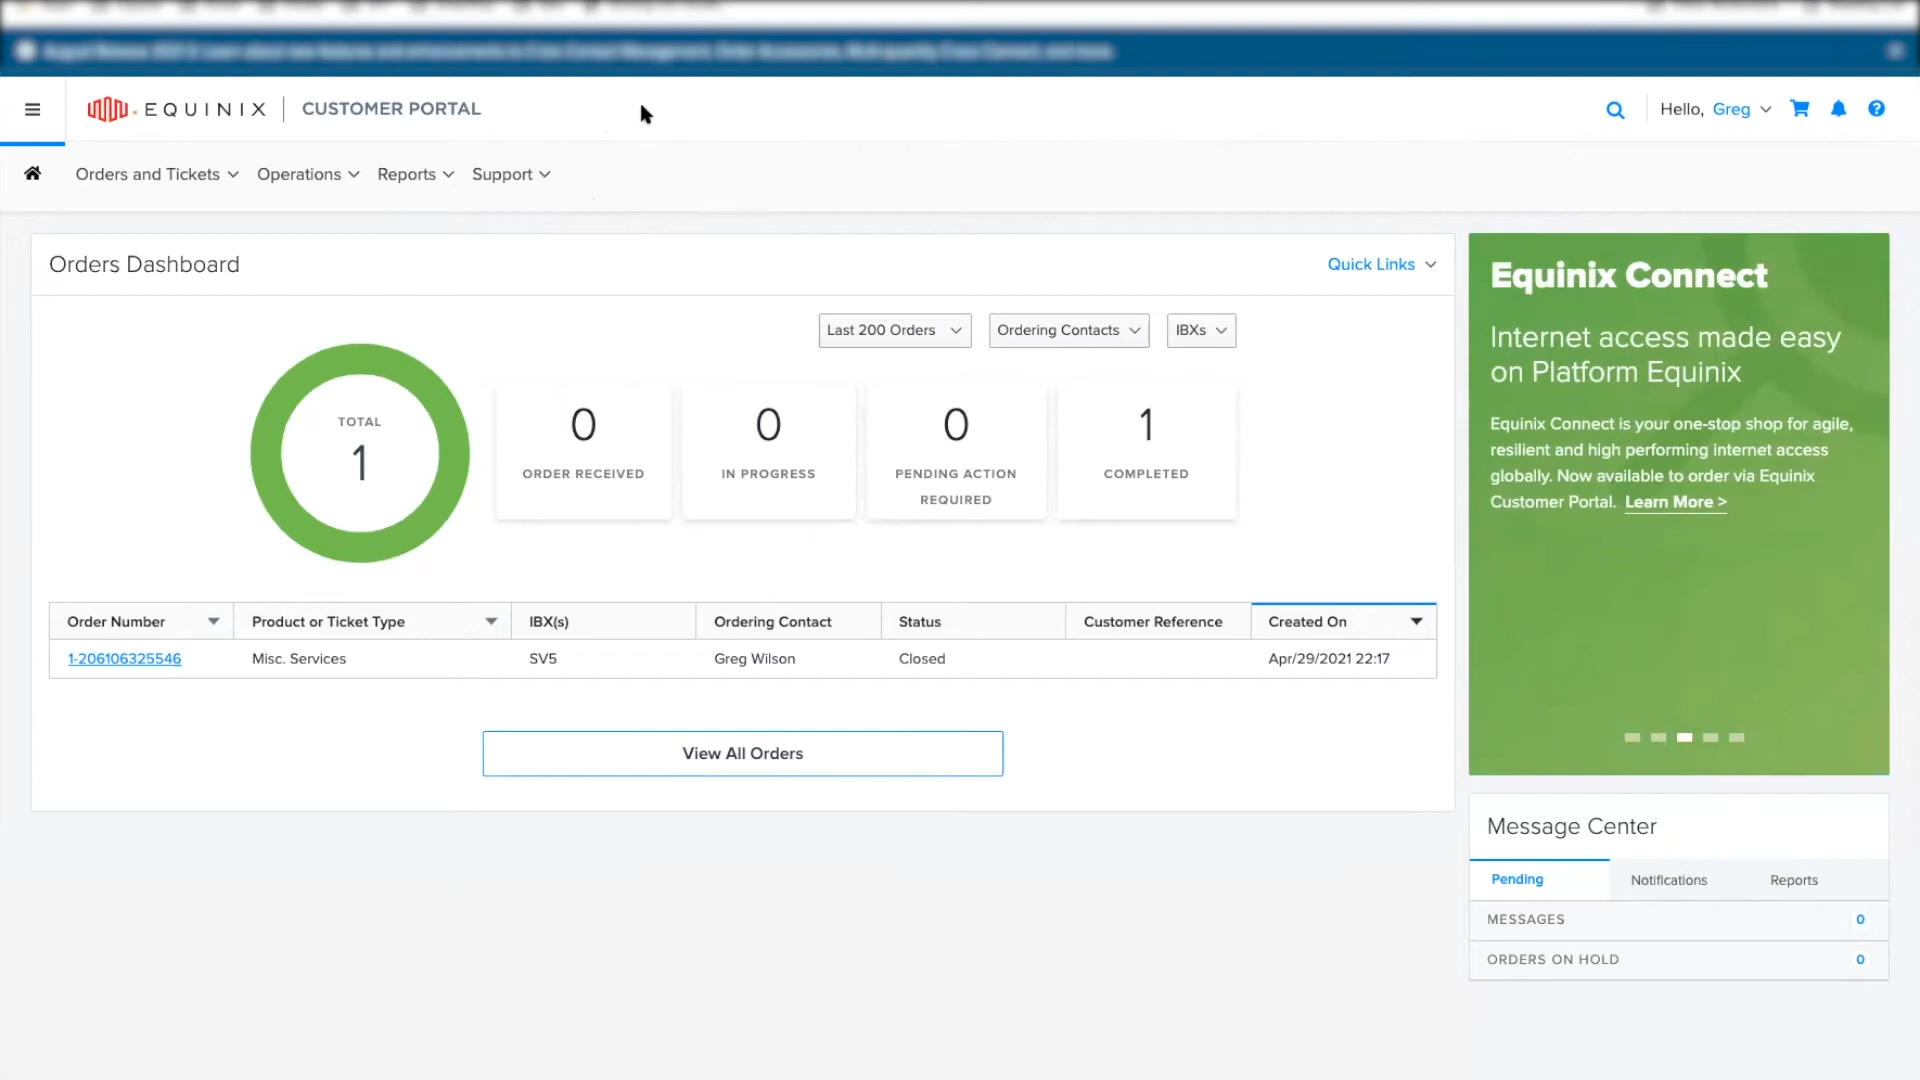 EQUINIX CUSTOMER PORTAL
Hello, Greg
Orders and Tickets Operations Reports Support
Orders Dashboard
Quick Links
Last 200 Orders Ordering Contacts IBXs
TOTAL
1
0
ORDER RECEIVED
0
IN PROGRESS
0
PENDING ACTION
REQUIRED
1
COMPLETED
Order Number Product or Ticket Type IBX(s) Ordering Contact Status Customer Reference Created On
1-206106325546 Misc. Services SV5 Greg Wilson Closed Apr/29/2021 22:17
View All Orders
Equinix Connect
Internet access made easy
on Platform Equinix
Equinix Connect is your one-stop shop for agile,
resilient and high performing internet access
globally. Now available to order via Equinix
Customer Portal. Learn More >
Message Center
Pending Notifications Reports
MESSAGES 0
ORDERS ON HOLD 0